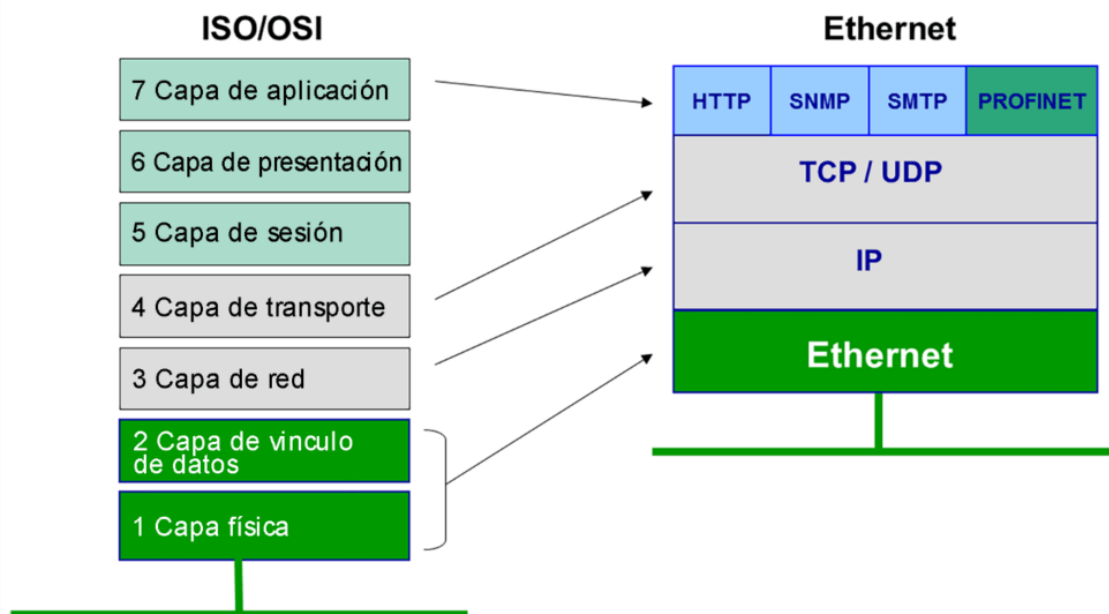 ISO/OSI
7 Capa de aplicación
6 Capa de presentación
5 Capa de sesión
4 Capa de transporte
3 Capa de red
2 Capa de vinculo
de datos
1 Capa física
Ethernet
HTTP SNMP SMTP PROFINET
TCP / UDP
IP
Ethernet